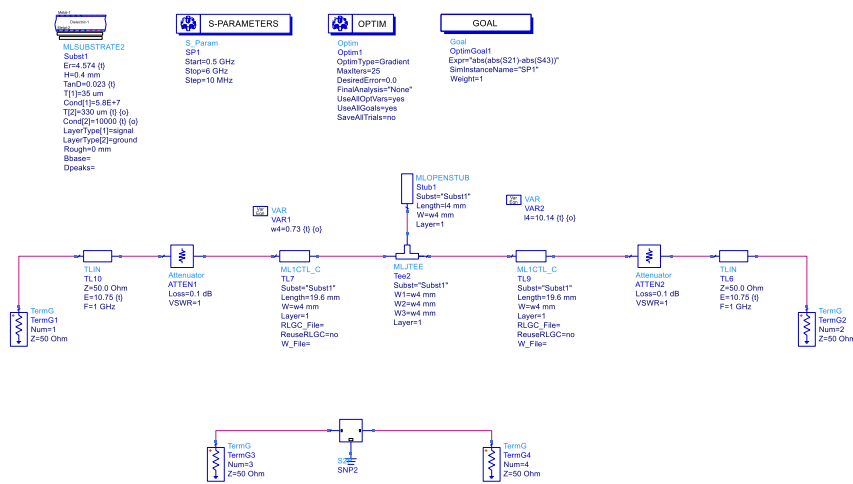 Metal-1
Dielectric-1
Metal-2
MLSUBSTRATE2
Subst1
Er=4.574 {t}
H=0.4 mm
TanD=0.023 {t}
T[1]=35 um
Cond[1]=5.8E+7
T[2]=330 um {t} {o}
Cond[2]=10000 {t} {o}
LayerType[1]=signal
LayerType[2]=ground
Rough=0 mm
Bbase=
Dpeaks=
S-PARAMETERS
S_Param
SP1
Start=0.5 GHz
Stop=6 GHz
Step=10 MHz
OPTIM
Optim
Optim1
OptimType=Gradient
MaxIters=25
DesiredError=0.0
FinalAnalysis="None"
UseAllOptVars=yes
UseAllGoals=yes
SaveAllTrials=no
GOAL
Goal
OptimGoal1
Expr="abs(abs(S21)-abs(S43))"
SimInstanceName="SP1"
Weight=1
MLOPENSTUB
Stub1
Subst="Subst1"
Length=l4 mm
W=w4 mm
Layer=1
Var
Eqn
VAR
VAR1
w4=0.73 {t} {o}
Var
Eqn
VAR
VAR2
l4=10.14 {t} {o}
TLIN
TL10
Z=50.0 Ohm
E=10.75 {t}
F=1 GHz
Attenuator
ATTEN1
Loss=0.1 dB
VSWR=1
ML1CTL_C
TL7
Subst="Subst1"
Length=19.6 mm
W=w4 mm
Layer=1
RLGC_File=
ReuseRLGC=no
W_File=
MLJTEE
Tee2
Subst="Subst1"
W1=w4 mm
W2=w4 mm
W3=w4 mm
Layer=1
ML1CTL_C
TL9
Subst="Subst1"
Length=19.6 mm
W=w4 mm
Layer=1
RLGC_File=
ReuseRLGC=no
W_File=
Attenuator
ATTEN2
Loss=0.1 dB
VSWR=1
TLIN
TL6
Z=50.0 Ohm
E=10.75 {t}
F=1 GHz
TermG
TermG1
Num=1
Z=50 Ohm
TermG
TermG2
Num=2
Z=50 Ohm
TermG
TermG3
Num=3
Z=50 Ohm
SNP2
TermG
TermG4
Num=4
Z=50 Ohm